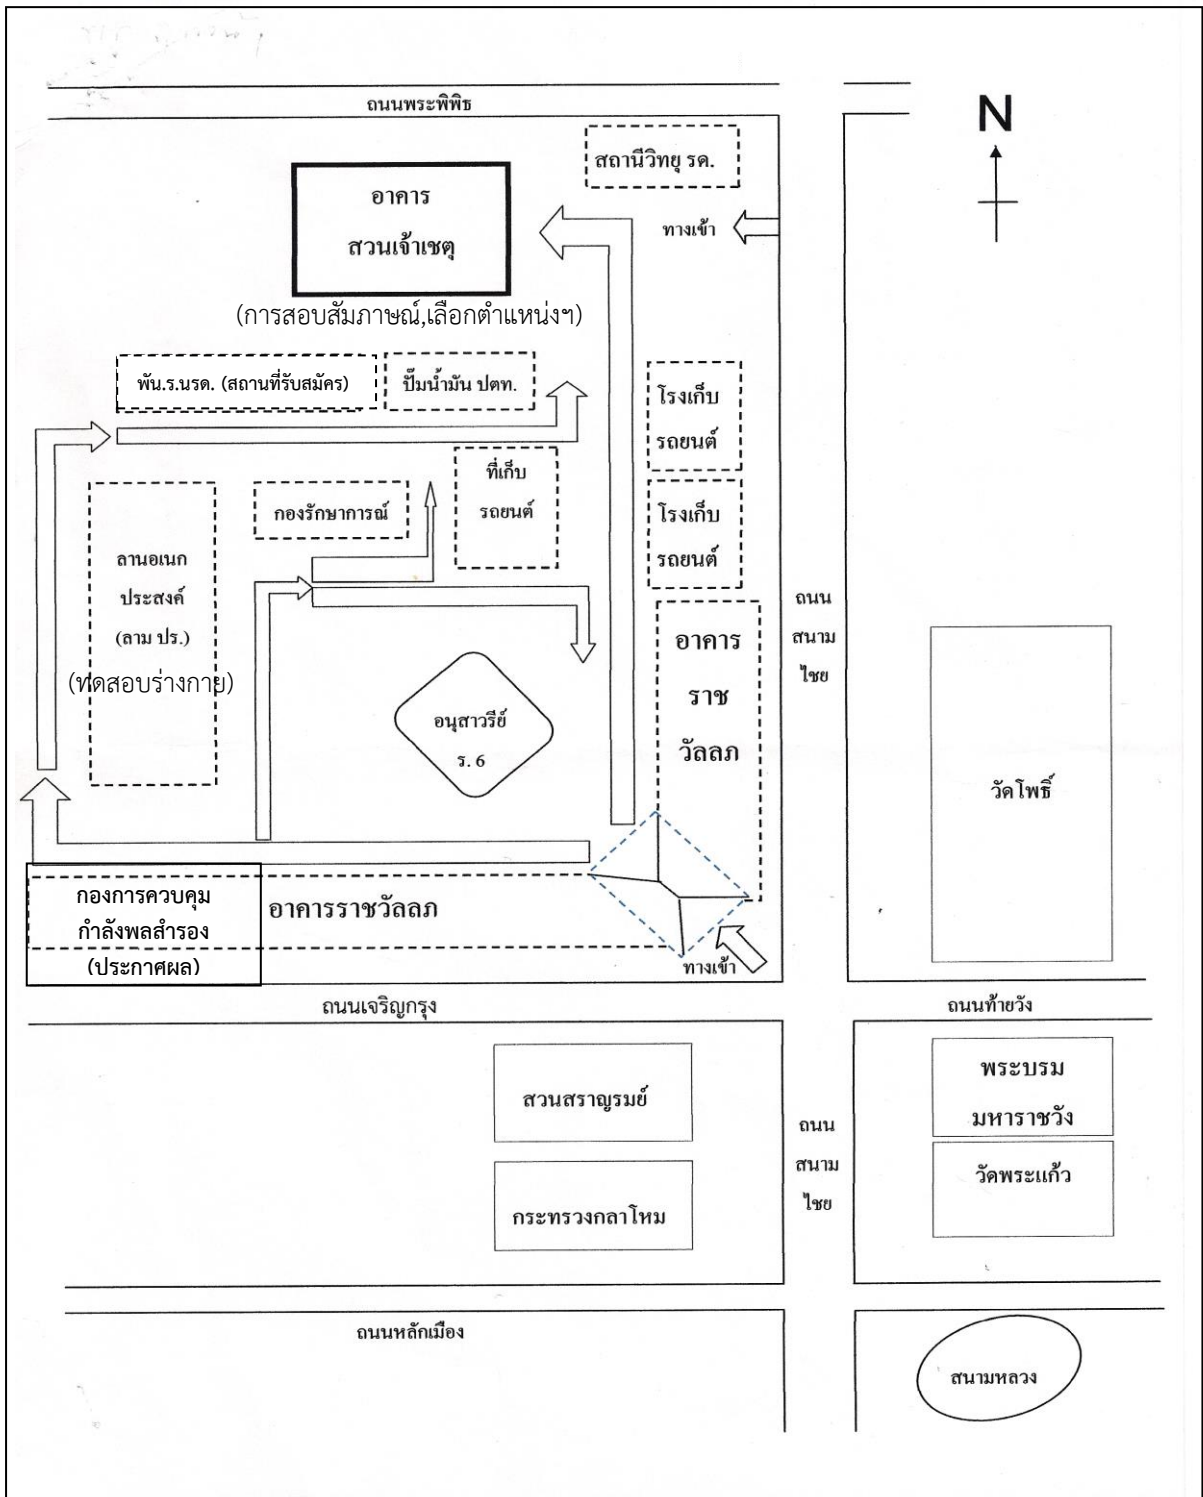 ถนนพระพิพิธ
N
สถานีวิทยุ รด.
อาคาร
สวนเจ้าเชตุ
ทางเข้า
(การสอบสัมภาษณ์,เลือกตำแหน่งฯ)
พัน.ร.นรด. (สถานที่รับสมัคร)
ปั๊มน้ำมัน ปตท.
โรงเก็บ
รถยนต์
ที่เก็บ
รถยนต์
กองรักษาการณ์
โรงเก็บ
รถยนต์
ลานอเนก
ประสงค์
(ลาม ปร.)
(ทดสอบร่างกาย)
ถนน
สนาม
ไชย
อาคาร
ราช
วัลลภ
อนุสาวรีย์
ร. 6
วัดโพธิ์
กองการควบคุม
กำลังพลสำรอง
(ประกาศผล)
อาคารราชวัลลภ
ทางเข้า
ถนนเจริญกรุง
ถนนท้ายวัง
สวนสราญรมย์
พระบรม
มหาราชวัง
ถนน
สนาม
ไชย
กระทรวงกลาโหม
วัดพระแก้ว
ถนนหลักเมือง
สนามหลวง